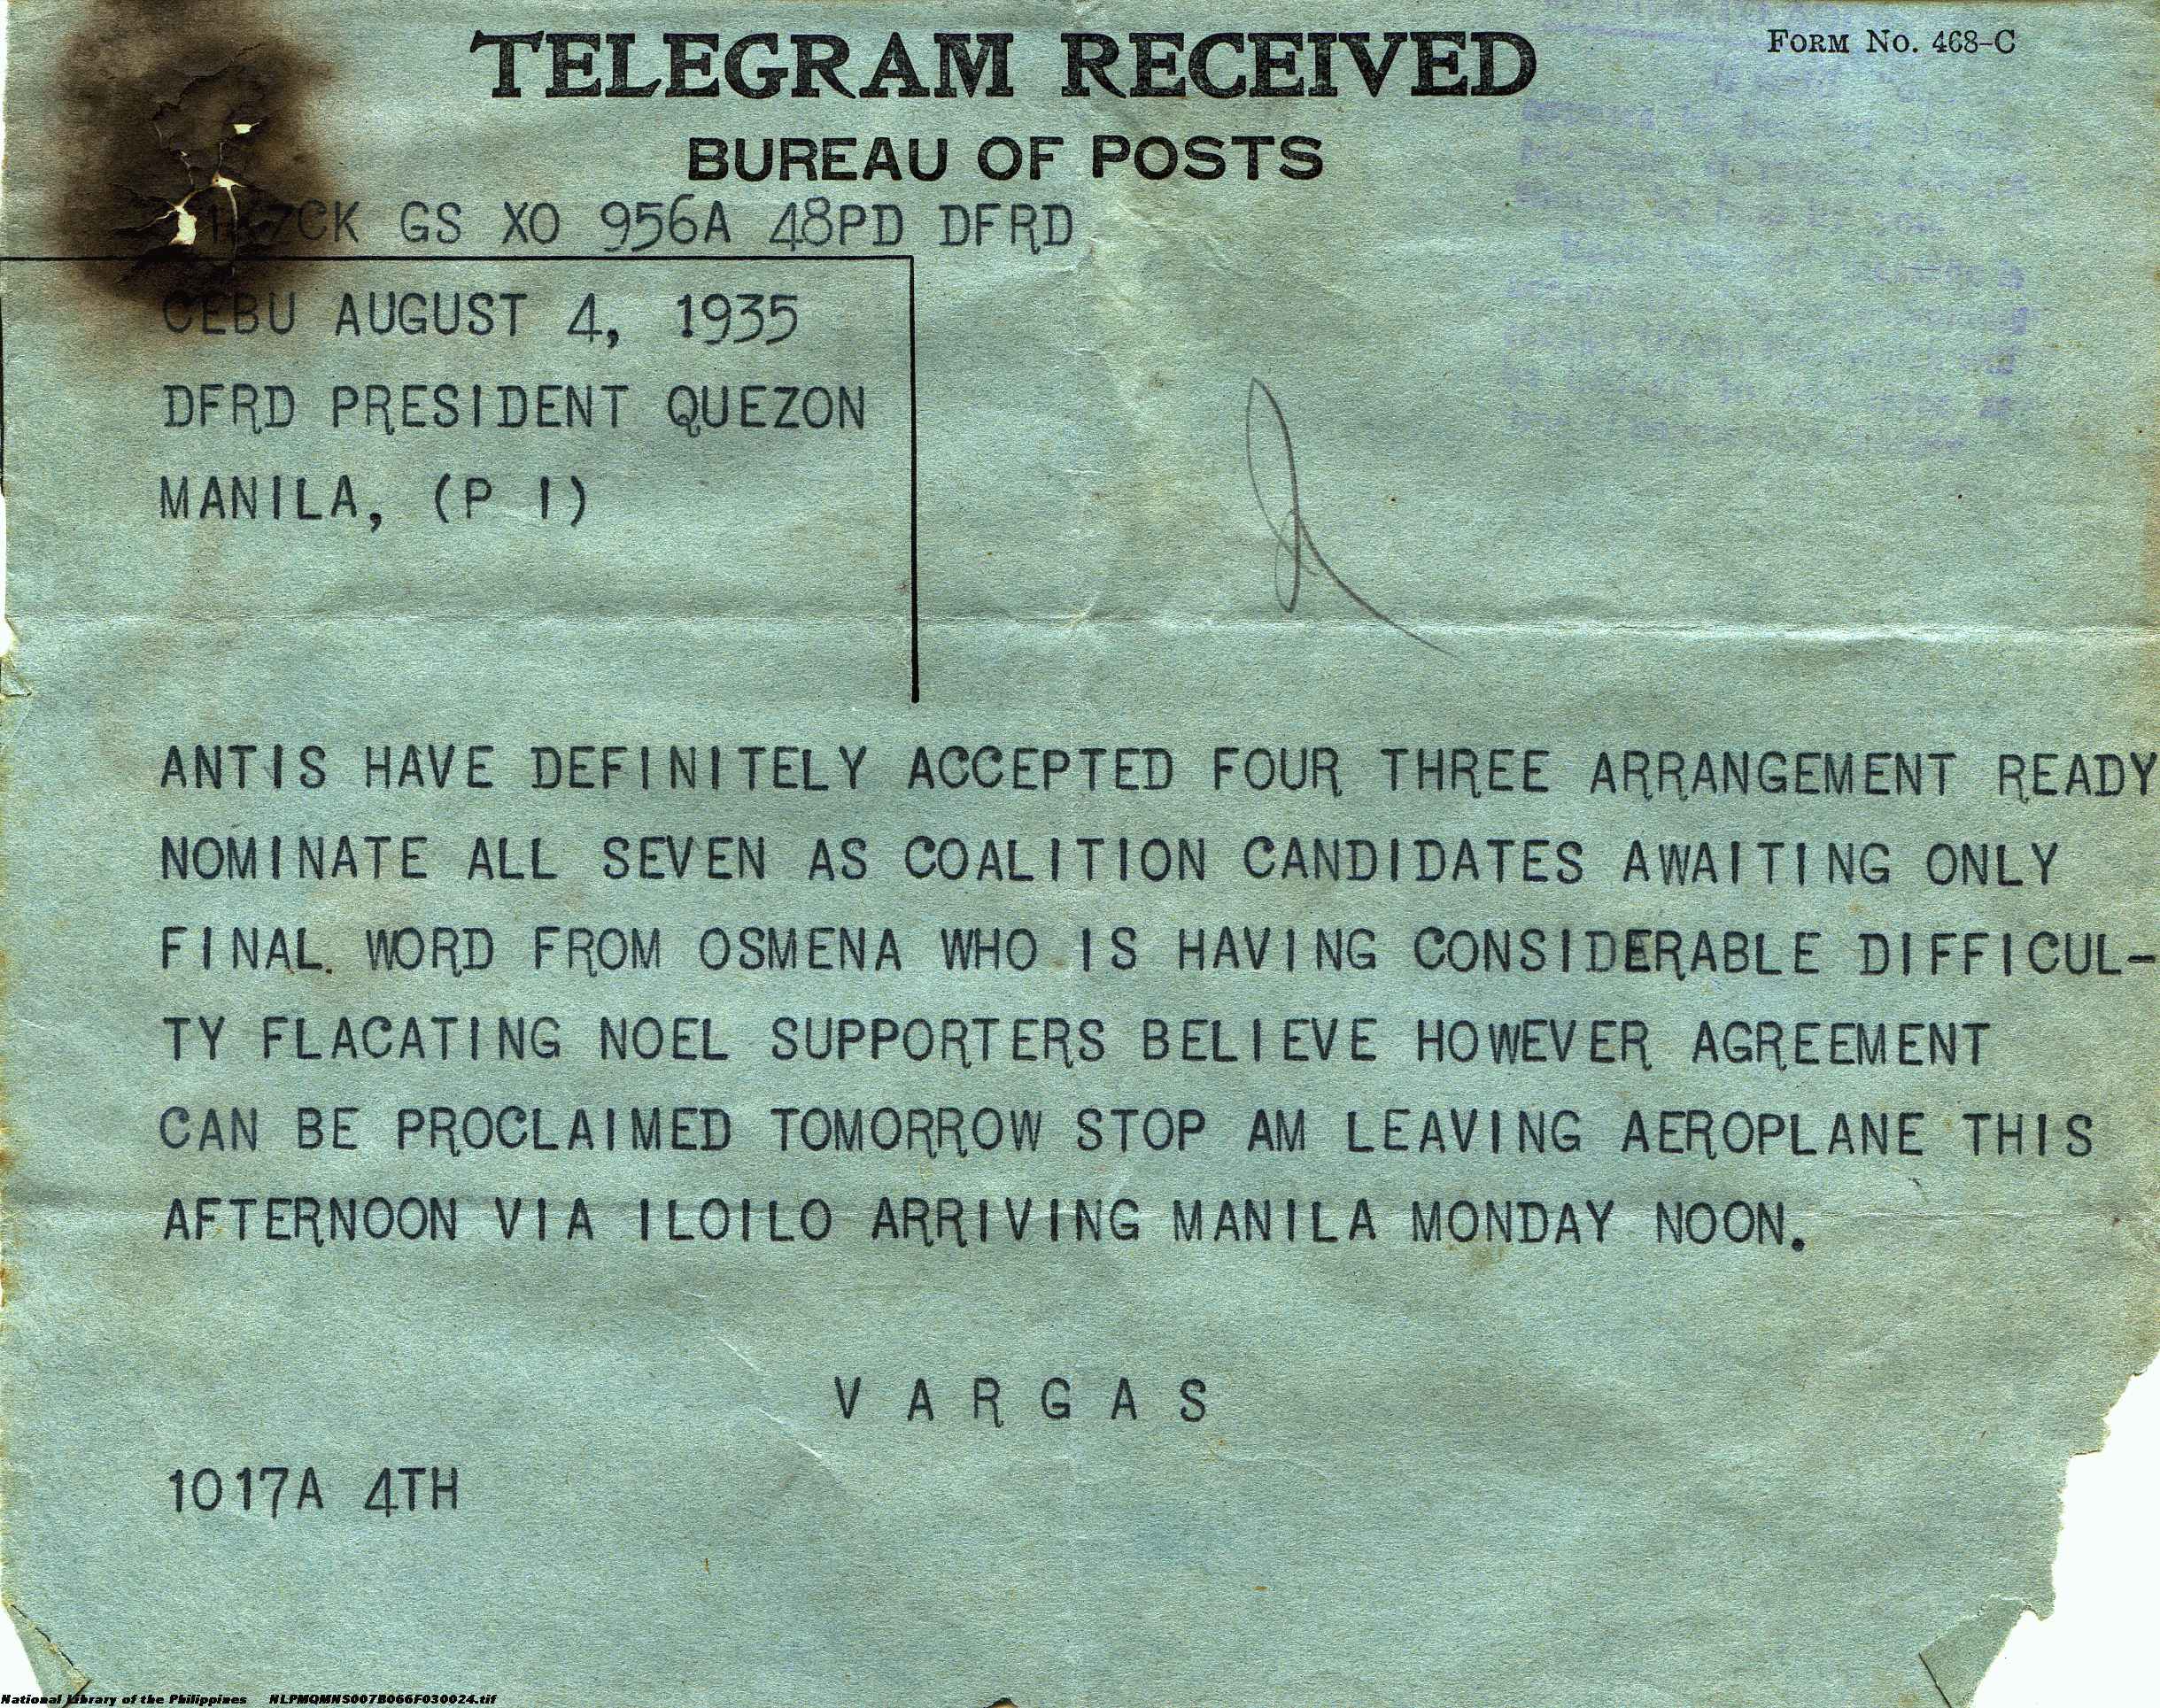 TELEGRAM RECEIVED
FORM NO. 468-C
BUREAU OF POSTS
GS XO 956A 48PD DFRD
CEBU AUGUST 4, 1935
DFRD PRESIDENT QUEZON
MANILA, (P I)
ANTIS HAVE DEFINITELY ACCEPTED FOUR THREE ARRANGEMENT READY
NOMINATE ALL SEVEN AS COALITION CANDIDATES AWAITING ONLY
FINAL. WORD FROM OSMENA WHO IS HAVING CONSIDERABLE DIFFICUL-
TY FLACATING NOEL SUPPORTERS BELIEVE HOWEVER AGREEMENT
CAN BE PROCLAIMED TOMORROW STOP AM LEAVING AEROPLANE THIS
AFTERNOON VIA ILOILO ARRIVING MANILA MONDAY NOON.
V A R G A S
1017A 4TH
National Library of the Philippines NLPMQMNS007B066F030024.tif